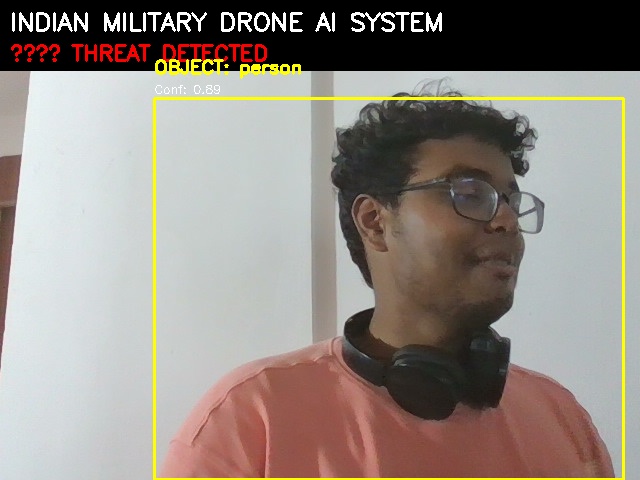 INDIAN MILITARY DRONE AI SYSTEM
???? THREAT DETECTED
OBJECT: person
Conf: 0.89